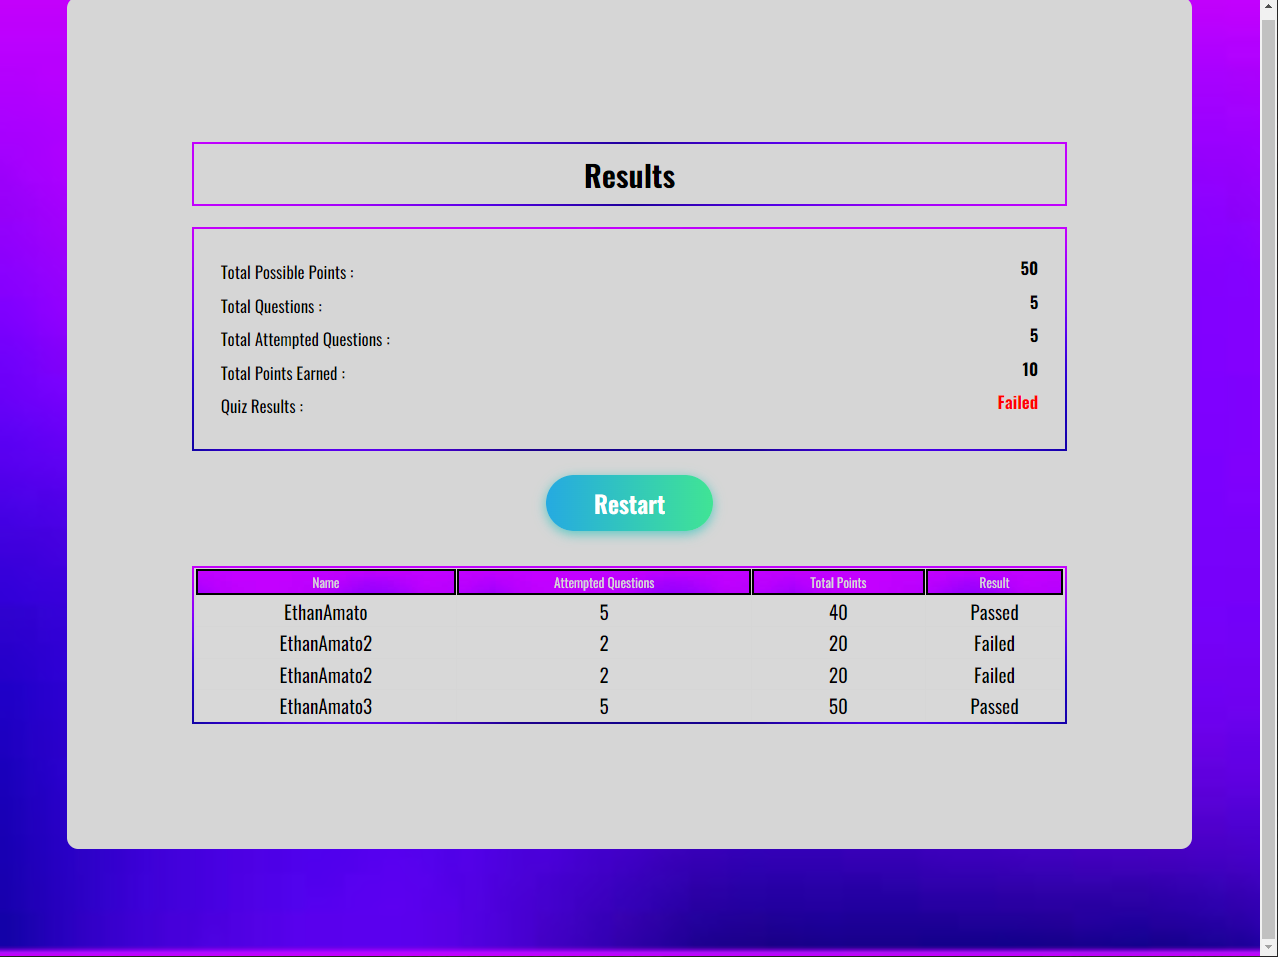 Results
Total Possible Points : 50
Total Questions : 5
Total Attempted Questions : 5
Total Points Earned : 10
Quiz Results : Failed
Restart
Name Attempted Questions Total Points Result
EthanAmato 5 40 Passed
EthanAmato2 2 20 Failed
EthanAmato2 2 20 Failed
EthanAmato3 5 50 Passed